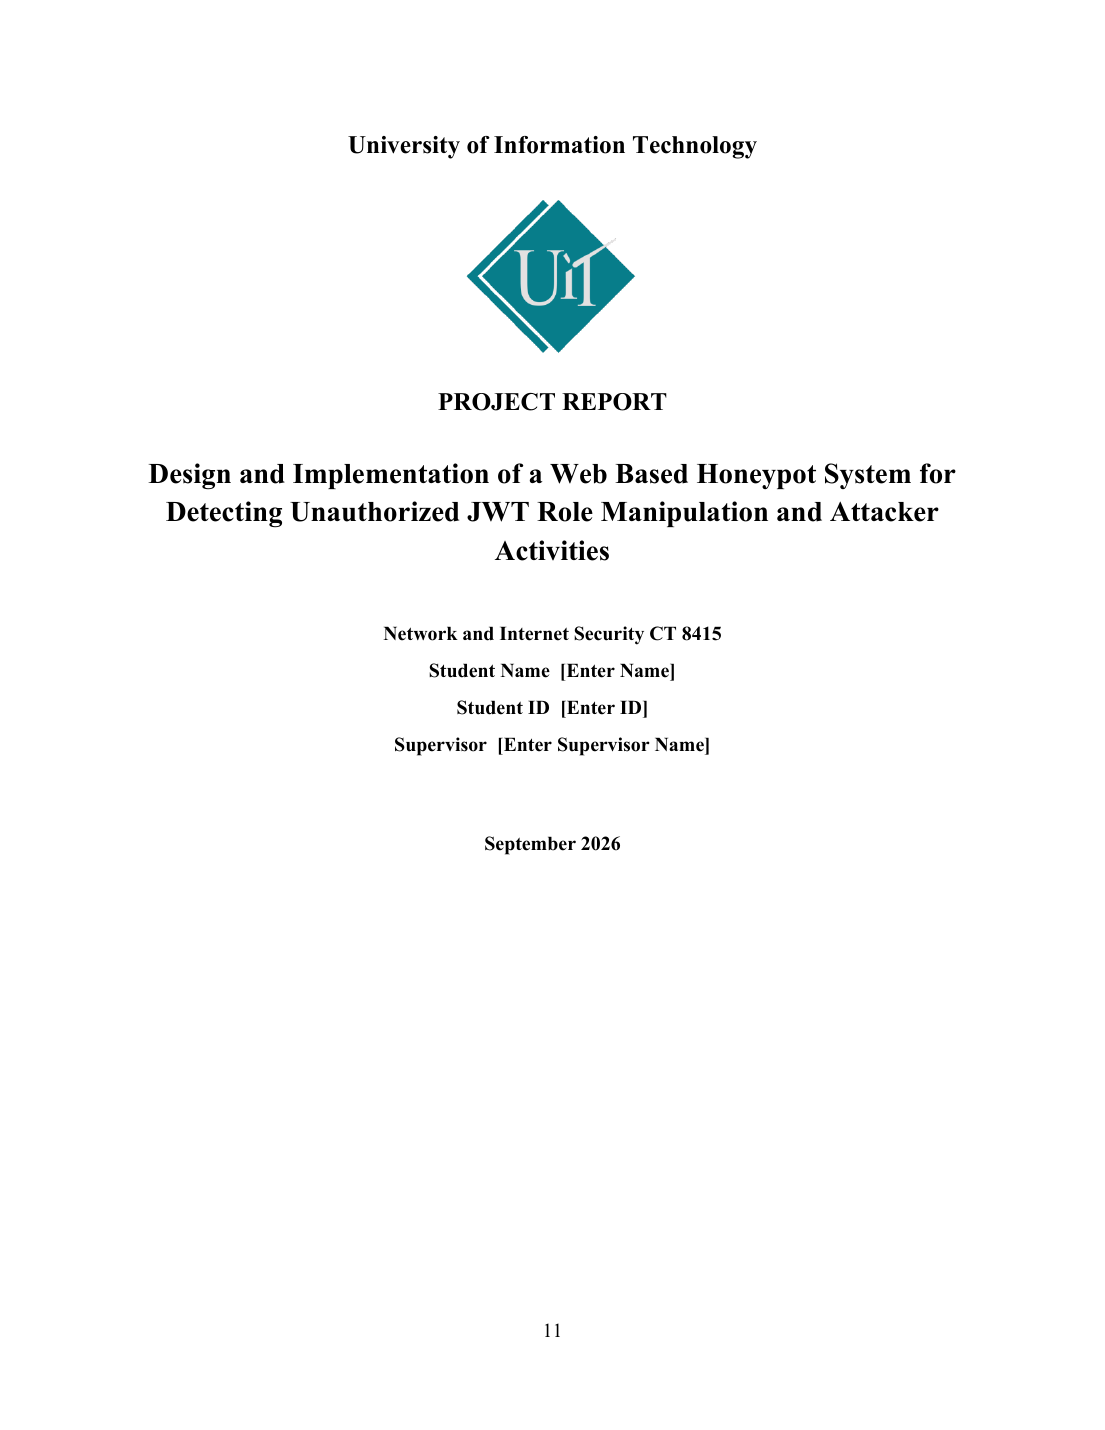 University of Information Technology
UiT
PROJECT REPORT
Design and Implementation of a Web Based Honeypot System for
Detecting Unauthorized JWT Role Manipulation and Attacker
Activities
Network and Internet Security CT 8415
Student Name  [Enter Name]
Student ID  [Enter ID]
Supervisor  [Enter Supervisor Name]
September 2026
11